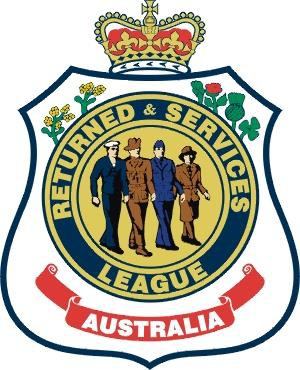 RETURNED & SERVICES
LEAGUE
AUSTRALIA